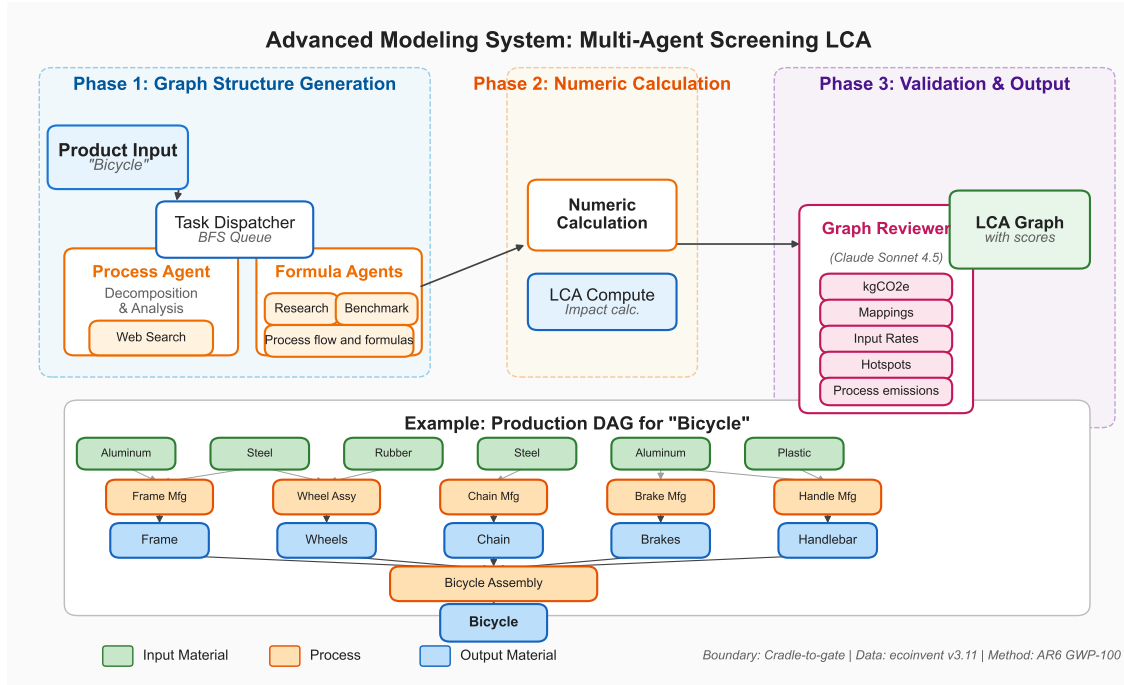 Advanced Modeling System: Multi-Agent Screening LCA
Phase 1: Graph Structure Generation
Phase 2: Numeric Calculation
Phase 3: Validation & Output
Product Input
"Bicycle"
Task Dispatcher
BFS Queue
Process Agent
Decomposition
& Analysis
Web Search
Formula Agents
Research
Benchmark
Process flow and formulas
Numeric
Calculation
LCA Compute
Impact calc.
Graph Reviewer
(Claude Sonnet 4.5)
kgCO2e
Mappings
Input Rates
Hotspots
Process emissions
LCA Graph
with scores
Example: Production DAG for "Bicycle"
Aluminum
Steel
Rubber
Steel
Aluminum
Plastic
Frame Mfg
Wheel Assy
Chain Mfg
Brake Mfg
Handle Mfg
Frame
Wheels
Chain
Brakes
Handlebar
Bicycle Assembly
Bicycle
Input Material
Process
Output Material
Boundary: Cradle-to-gate | Data: ecoinvent v3.11 | Method: AR6 GWP-100